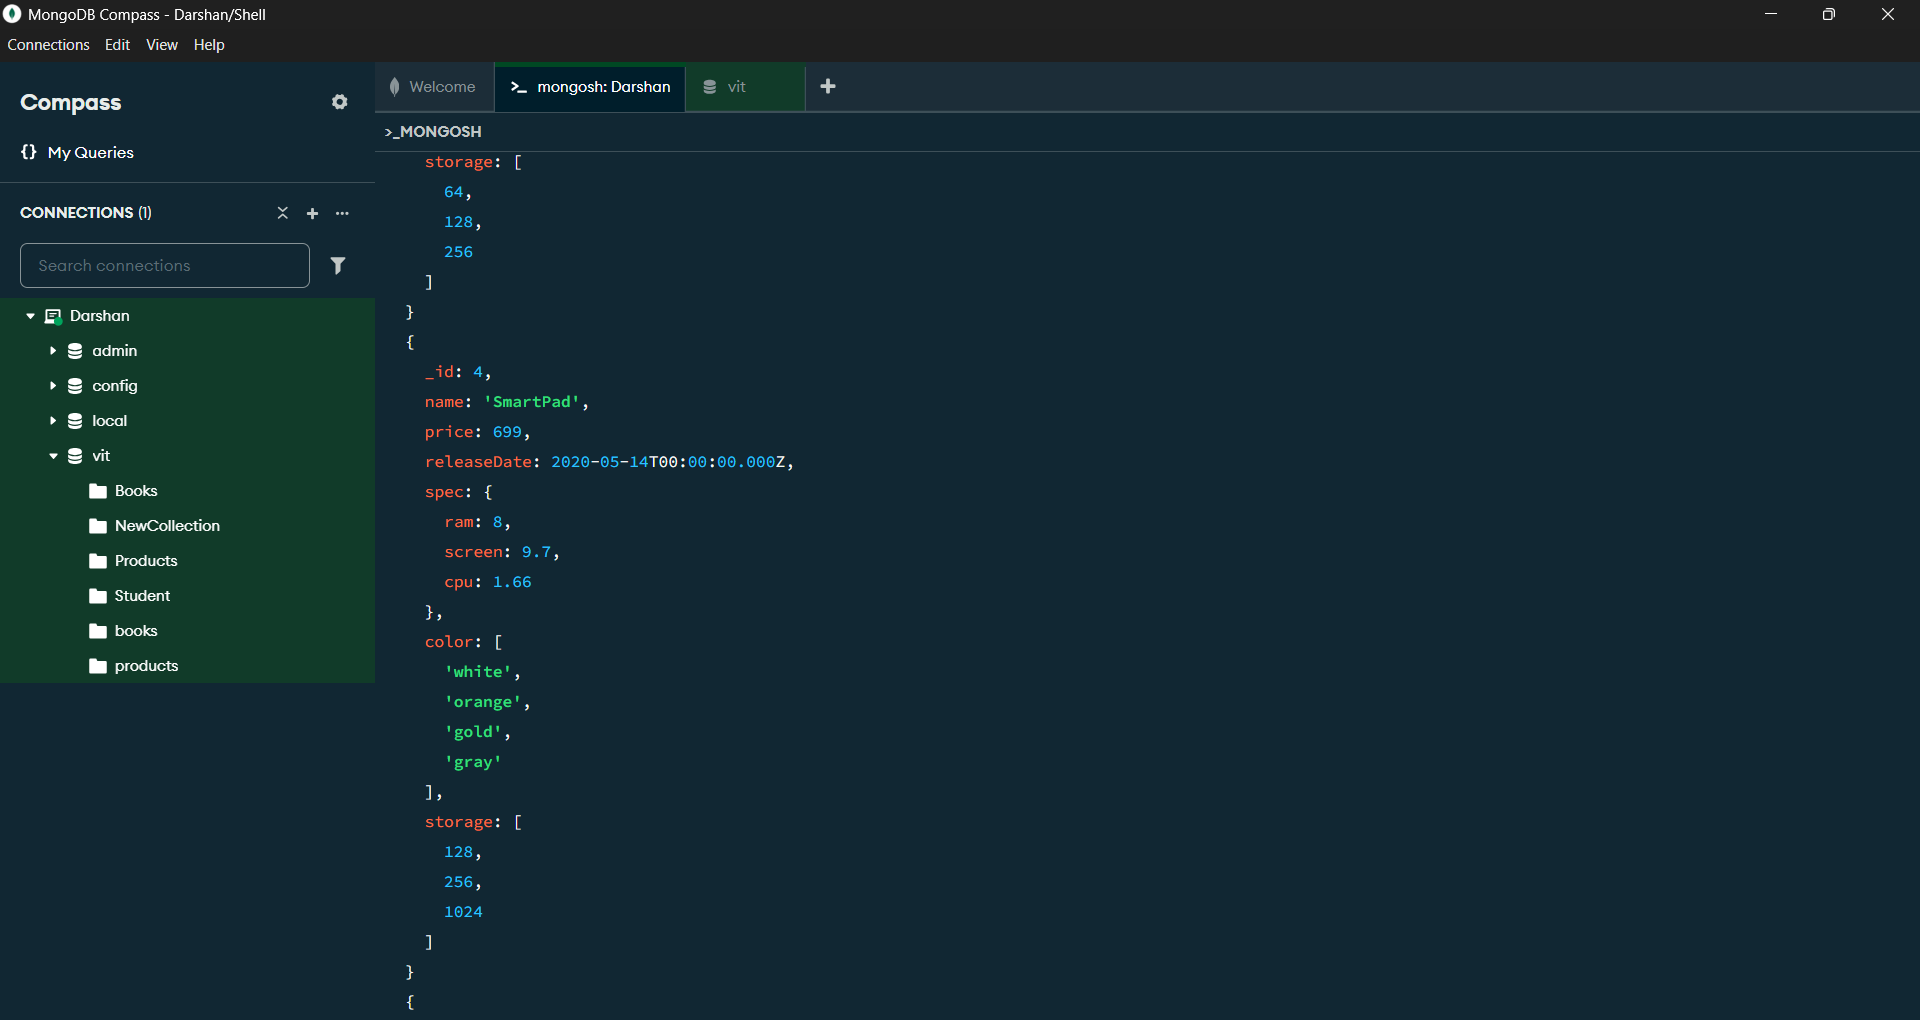 MongoDB Compass - Darshan/Shell
Connections Edit View Help
Compass
My Queries
CONNECTIONS (1)
Search connections
Darshan
admin
config
local
vit
Books
NewCollection
Products
Student
books
products
Welcome
>_ mongosh: Darshan
vit
>_MONGOSH
storage: [
64,
128,
256
]
}
{
_id: 4,
name: 'SmartPad',
price: 699,
releaseDate: 2020-05-14T00:00:00.000Z,
spec: {
ram: 8,
screen: 9.7,
cpu: 1.66
},
color: [
'white',
'orange',
'gold',
'gray'
],
storage: [
128,
256,
1024
]
}
{